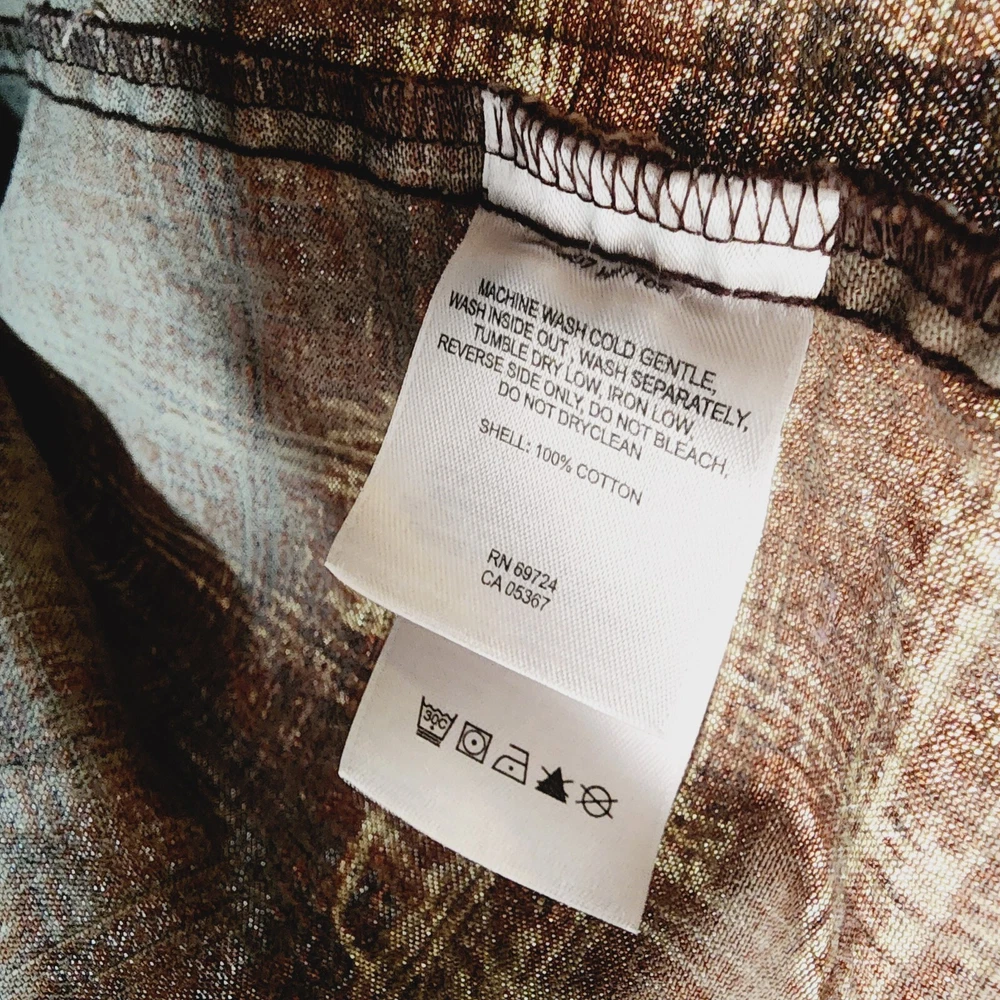 MACHINE WASH COLD GENTLE,
WASH INSIDE OUT, WASH SEPARATELY,
TUMBLE DRY LOW, IRON LOW,
REVERSE SIDE ONLY, DO NOT BLEACH,
DO NOT DRYCLEAN
SHELL: 100% COTTON
RN 69724
CA 05367
30C